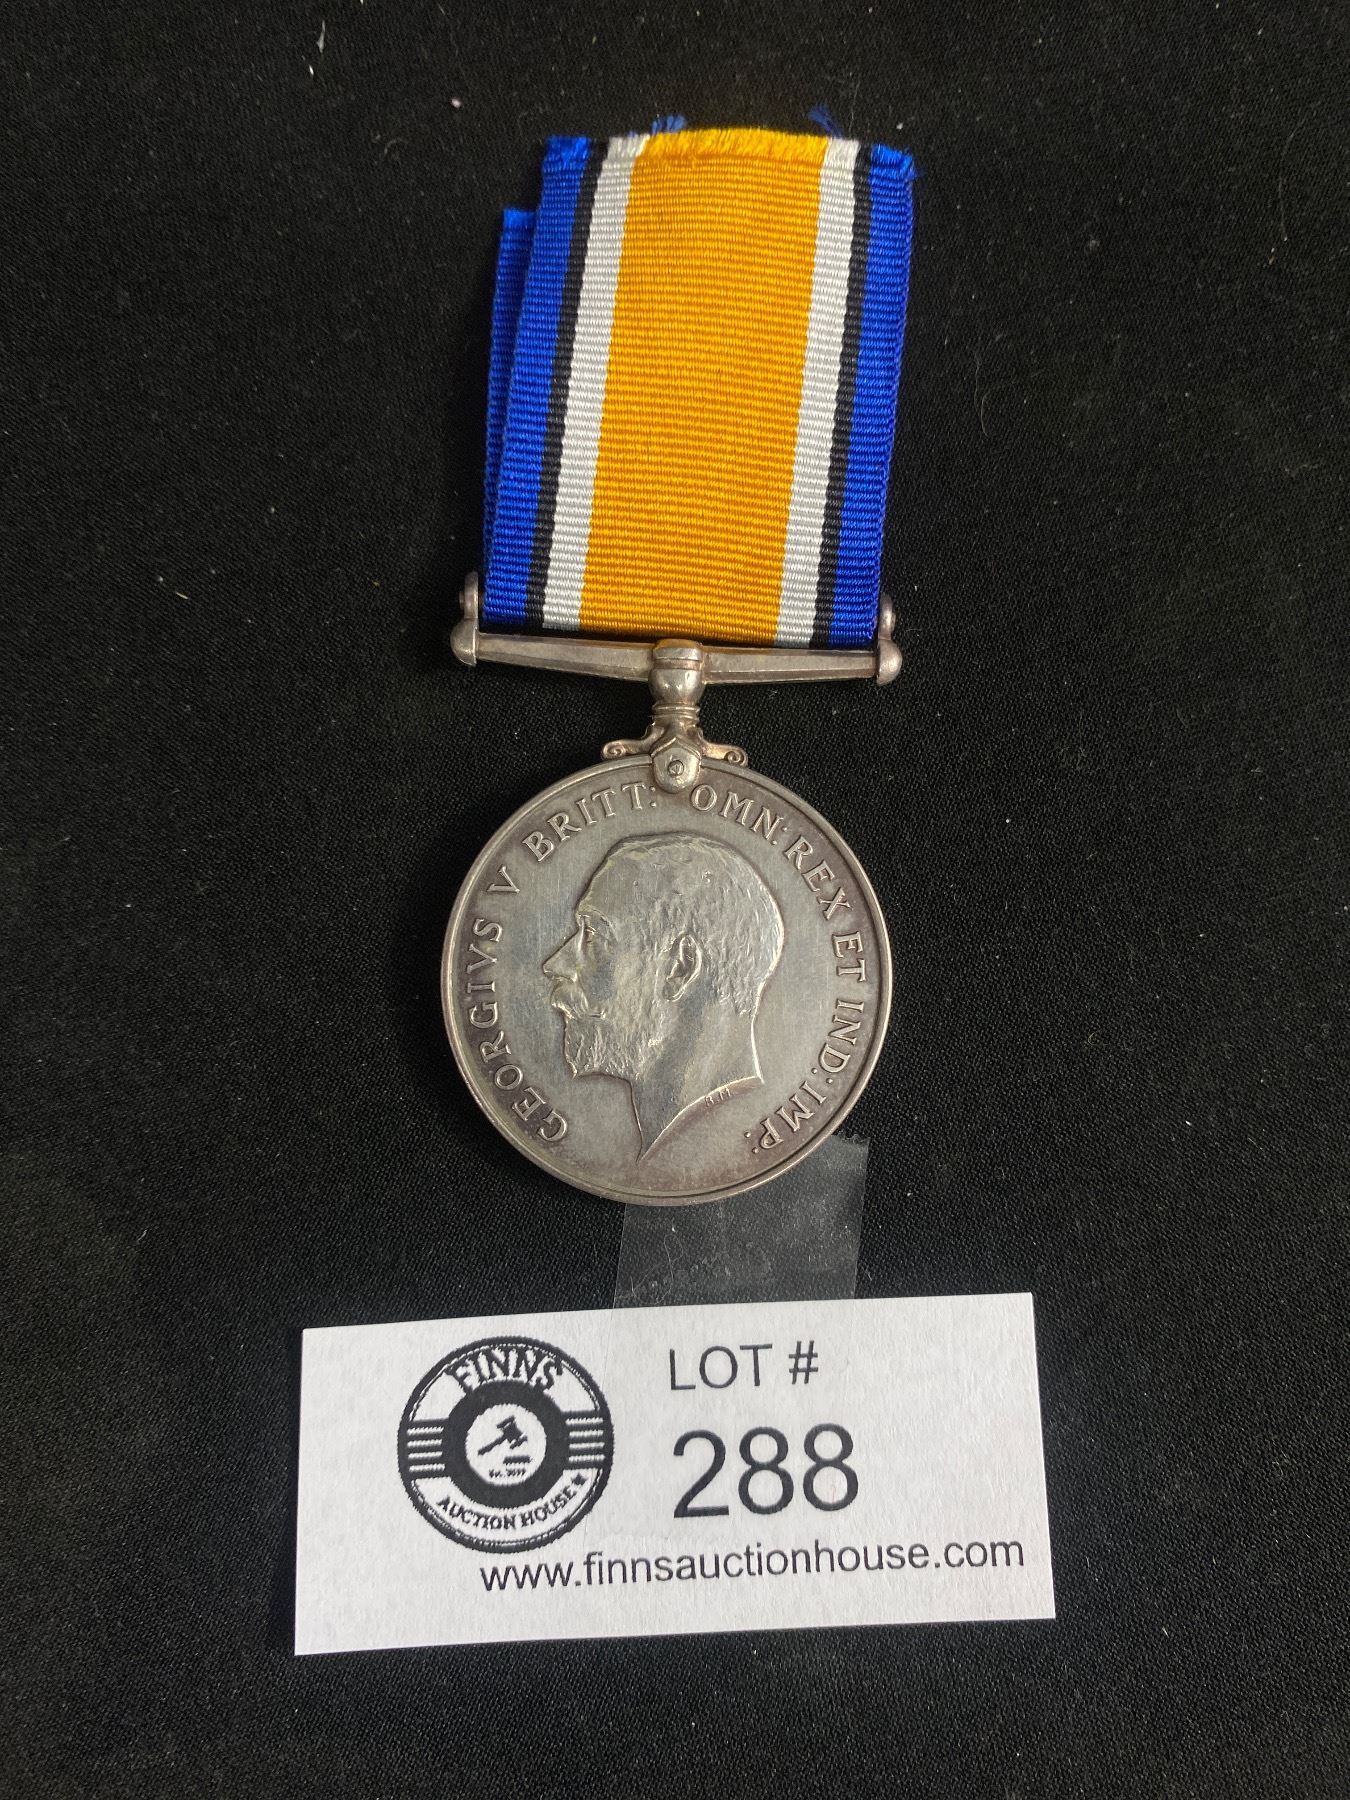 GEORGIVS V BRITT: OMN: REX ET IND: IMP:
FINNS
AUCTION HOUSE
LOT #
288
www.finnsauctionhouse.com